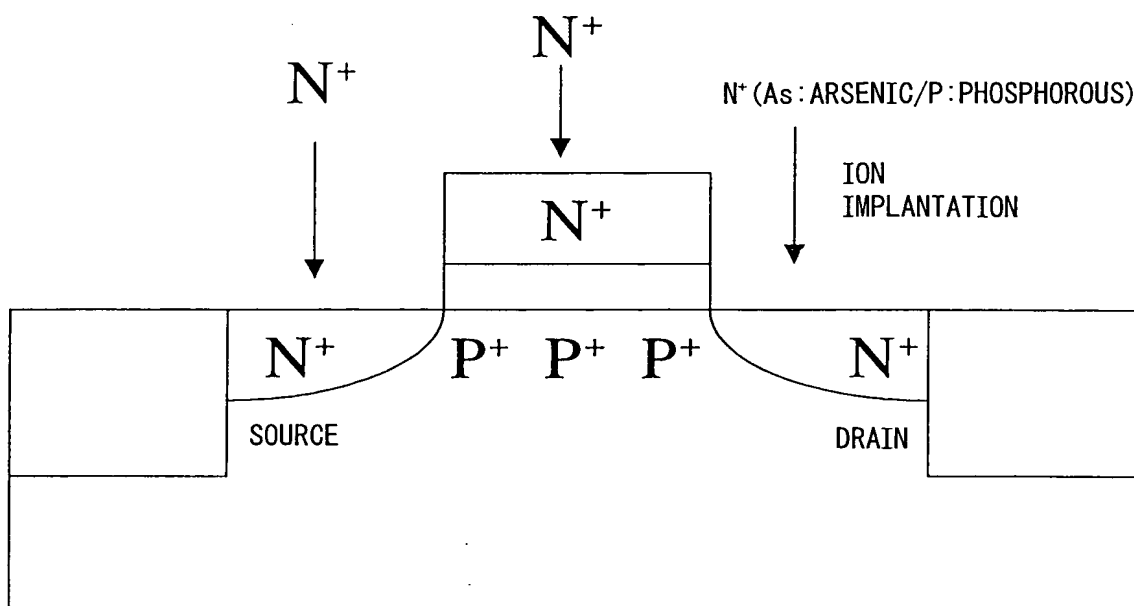 N⁺
N⁺
N⁺(As:ARSENIC/P:PHOSPHOROUS)
ION
IMPLANTATION
N⁺
N⁺
P⁺ P⁺ P⁺
N⁺
SOURCE
DRAIN